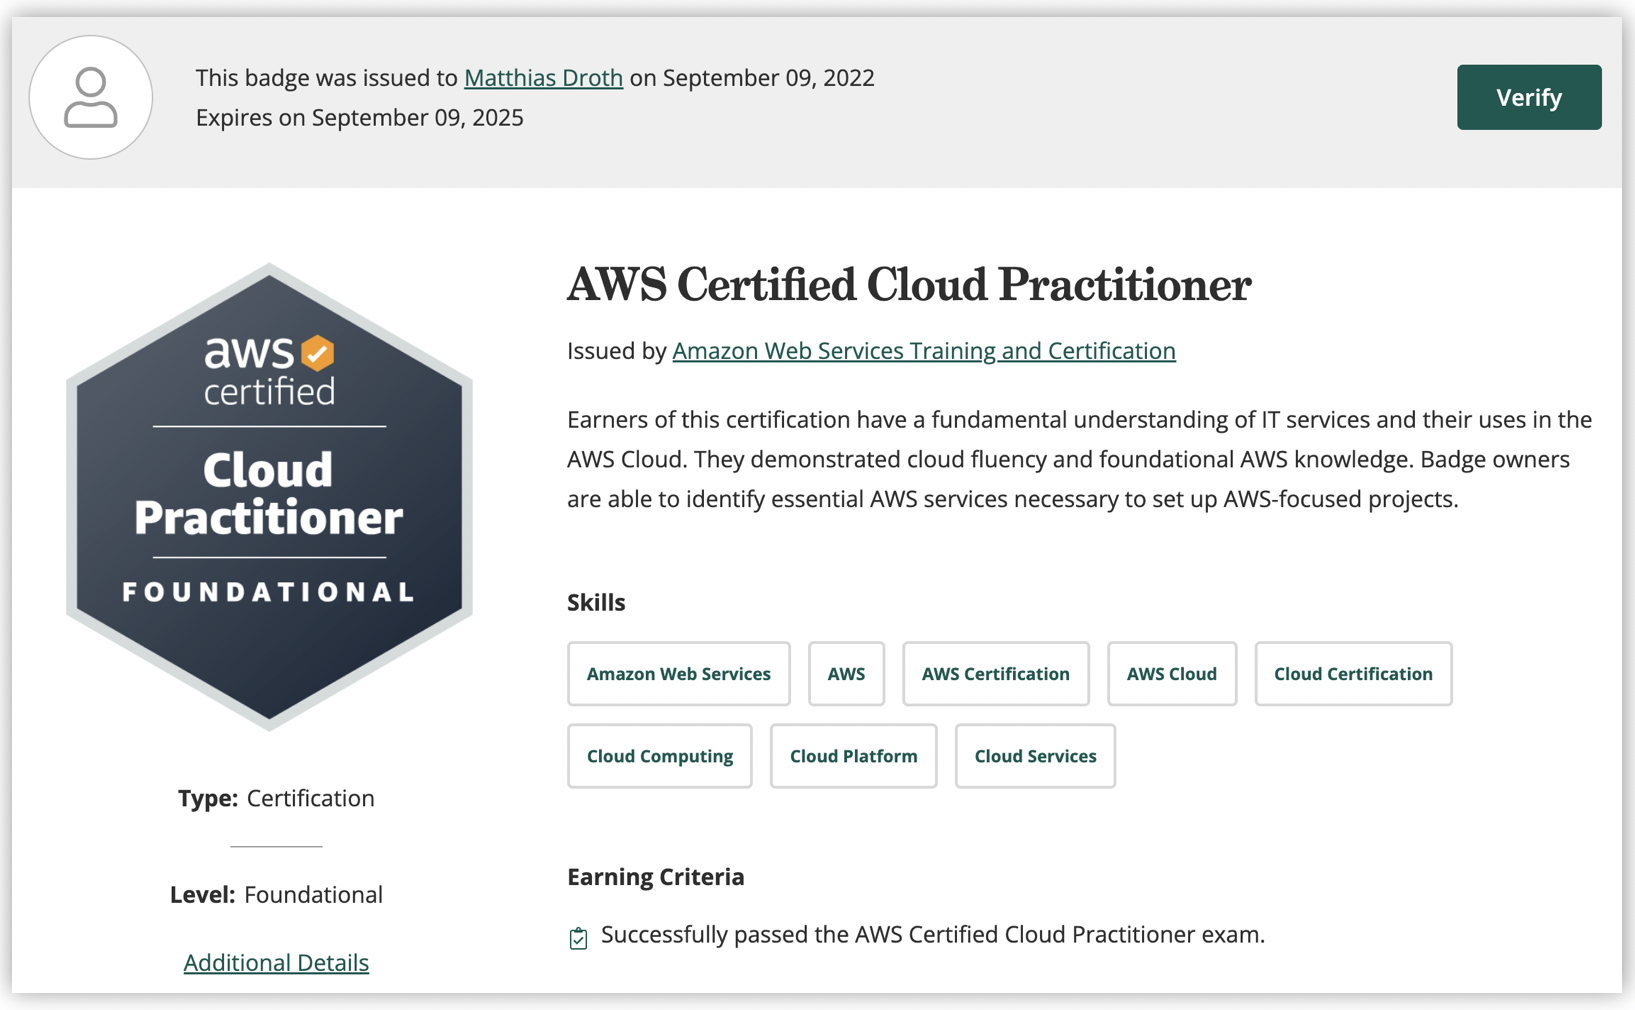 This badge was issued to Matthias Droth on September 09, 2022
Expires on September 09, 2025
Verify
aws
certified
Cloud
Practitioner
FOUNDATIONAL
Type: Certification
Level: Foundational
Additional Details
AWS Certified Cloud Practitioner
Issued by Amazon Web Services Training and Certification
Earners of this certification have a fundamental understanding of IT services and their uses in the
AWS Cloud. They demonstrated cloud fluency and foundational AWS knowledge. Badge owners
are able to identify essential AWS services necessary to set up AWS-focused projects.
Skills
Amazon Web Services AWS AWS Certification AWS Cloud Cloud Certification
Cloud Computing Cloud Platform Cloud Services
Earning Criteria
Successfully passed the AWS Certified Cloud Practitioner exam.